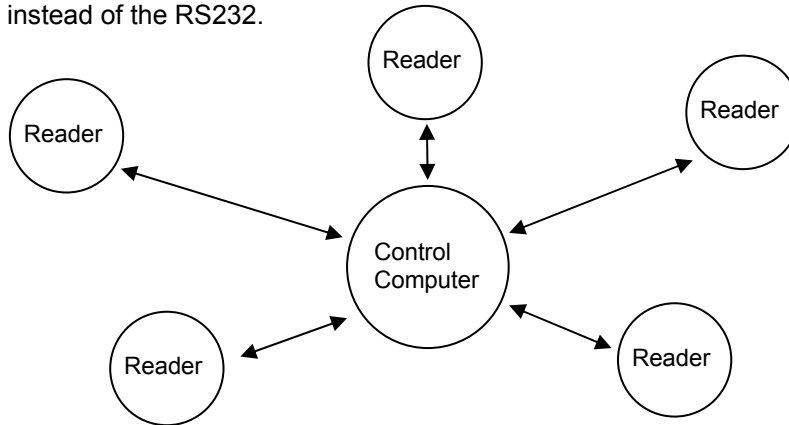 instead of the RS232.
Reader
Reader
Reader
Control
Computer
Reader
Reader